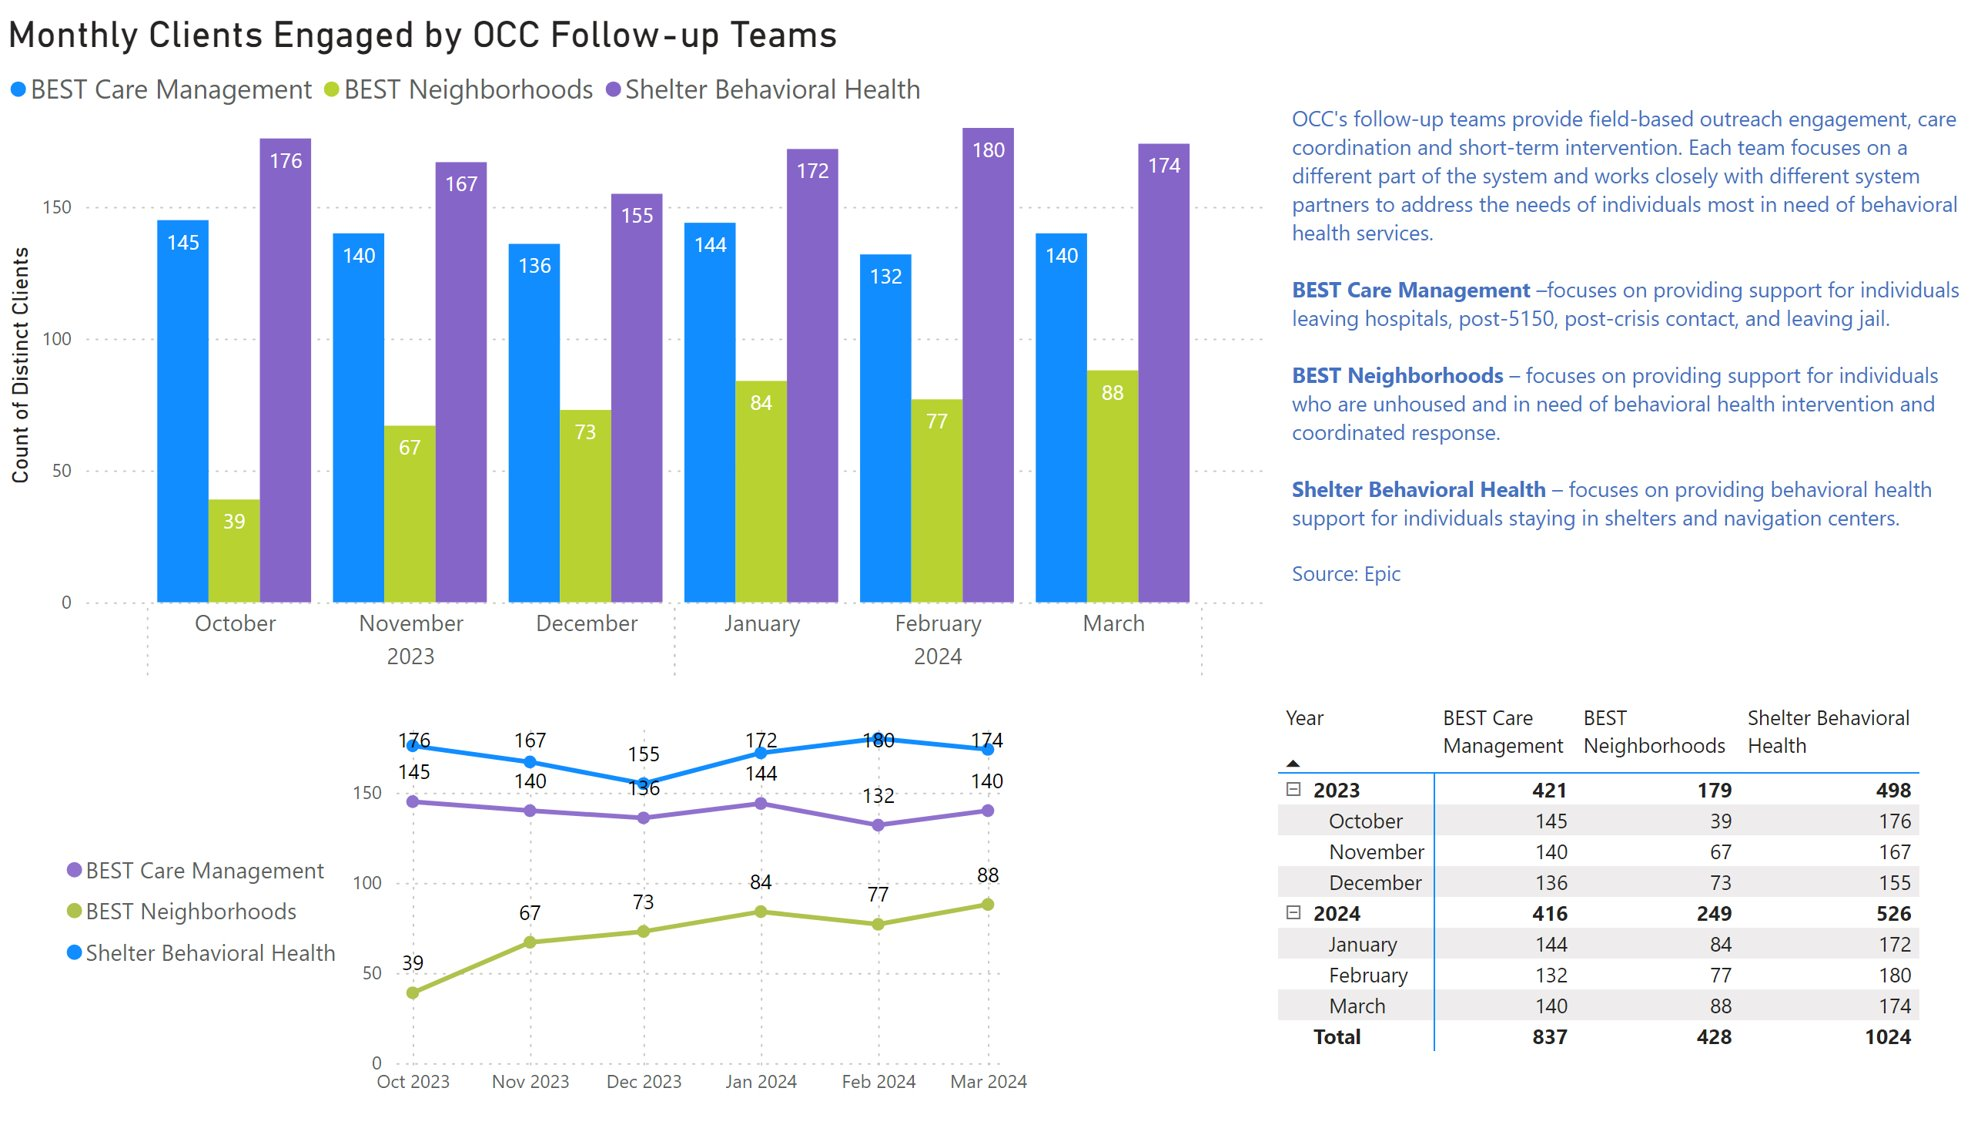 Monthly Clients Engaged by OCC Follow-up Teams
BEST Care Management BEST Neighborhoods Shelter Behavioral Health
Count of Distinct Clients
150
100
50
0
145 39 176
140 67 167
136 73 155
144 84 172
132 77 180
140 88 174
October November December January February March
2023 2024
OCC's follow-up teams provide field-based outreach engagement, care
coordination and short-term intervention. Each team focuses on a
different part of the system and works closely with different system
partners to address the needs of individuals most in need of behavioral
health services.
BEST Care Management –focuses on providing support for individuals
leaving hospitals, post-5150, post-crisis contact, and leaving jail.
BEST Neighborhoods – focuses on providing support for individuals
who are unhoused and in need of behavioral health intervention and
coordinated response.
Shelter Behavioral Health – focuses on providing behavioral health
support for individuals staying in shelters and navigation centers.
Source: Epic
BEST Care Management
BEST Neighborhoods
Shelter Behavioral Health
150
100
50
0
176 167 155 172 180 174
145 140 136 144 132 140
39 67 73 84 77 88
Oct 2023 Nov 2023 Dec 2023 Jan 2024 Feb 2024 Mar 2024
Year BEST Care BEST Shelter Behavioral
Management Neighborhoods Health
2023 421 179 498
October 145 39 176
November 140 67 167
December 136 73 155
2024 416 249 526
January 144 84 172
February 132 77 180
March 140 88 174
Total 837 428 1024